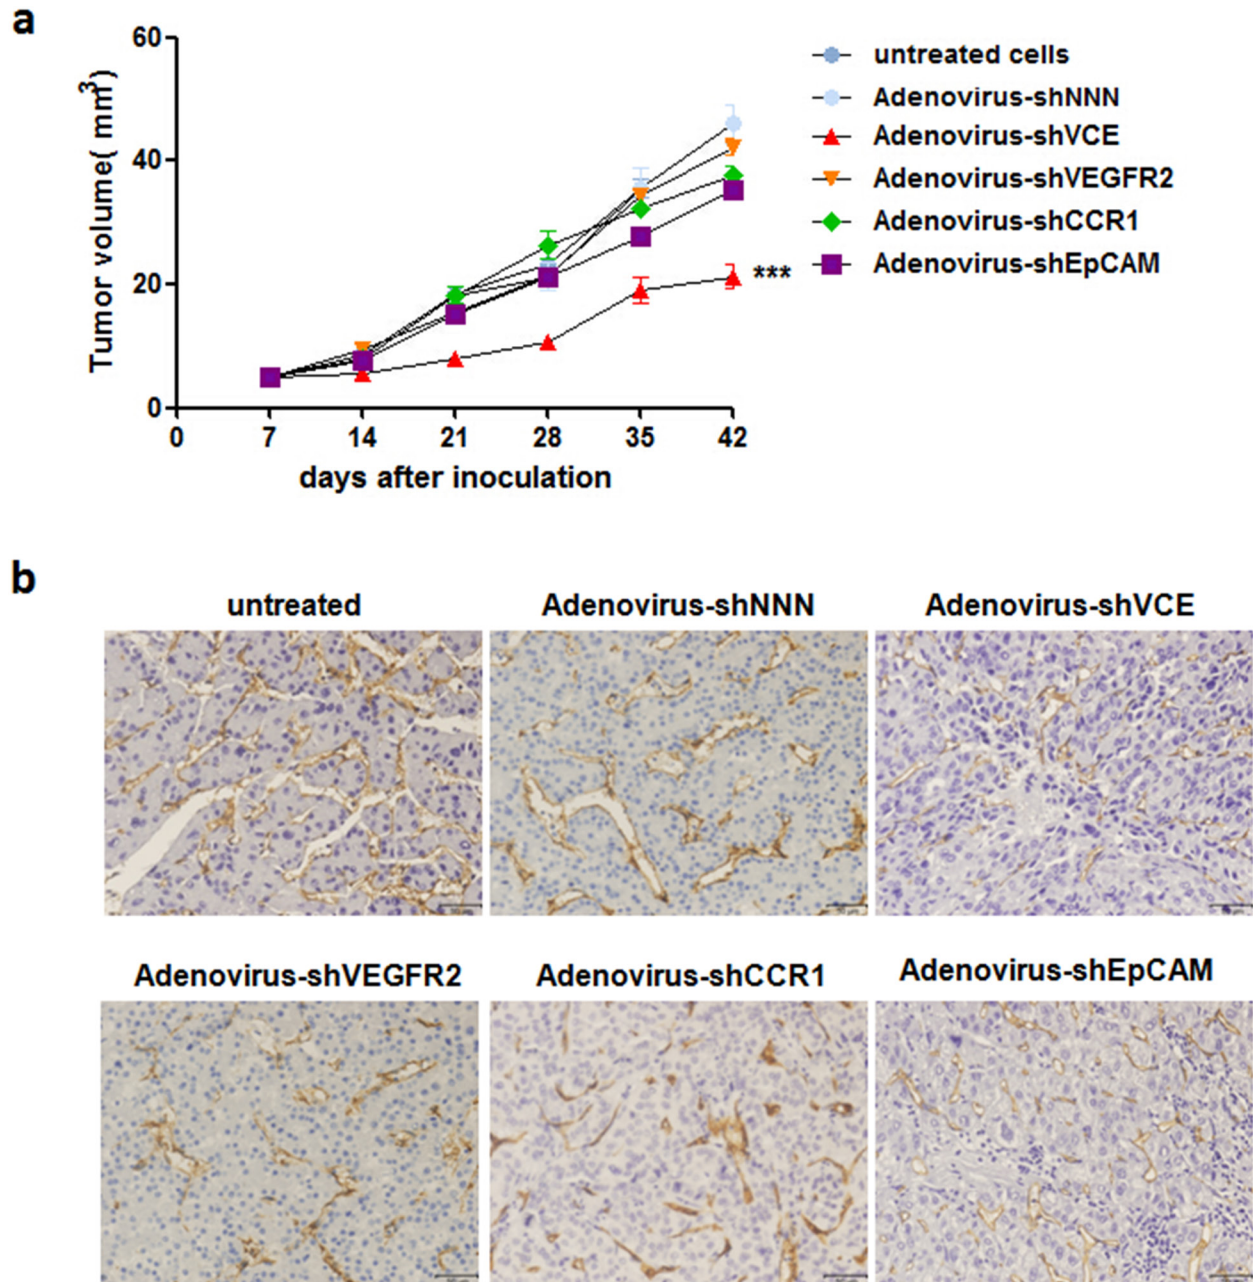 a
60
40
20
0
Tumor volume( mm3)
0 7 14 21 28 35 42
days after inoculation
***
untreated cells
Adenovirus-shNNN
Adenovirus-shVCE
Adenovirus-shVEGFR2
Adenovirus-shCCR1
Adenovirus-shEpCAM
b
untreated Adenovirus-shNNN Adenovirus-shVCE
Adenovirus-shVEGFR2 Adenovirus-shCCR1 Adenovirus-shEpCAM